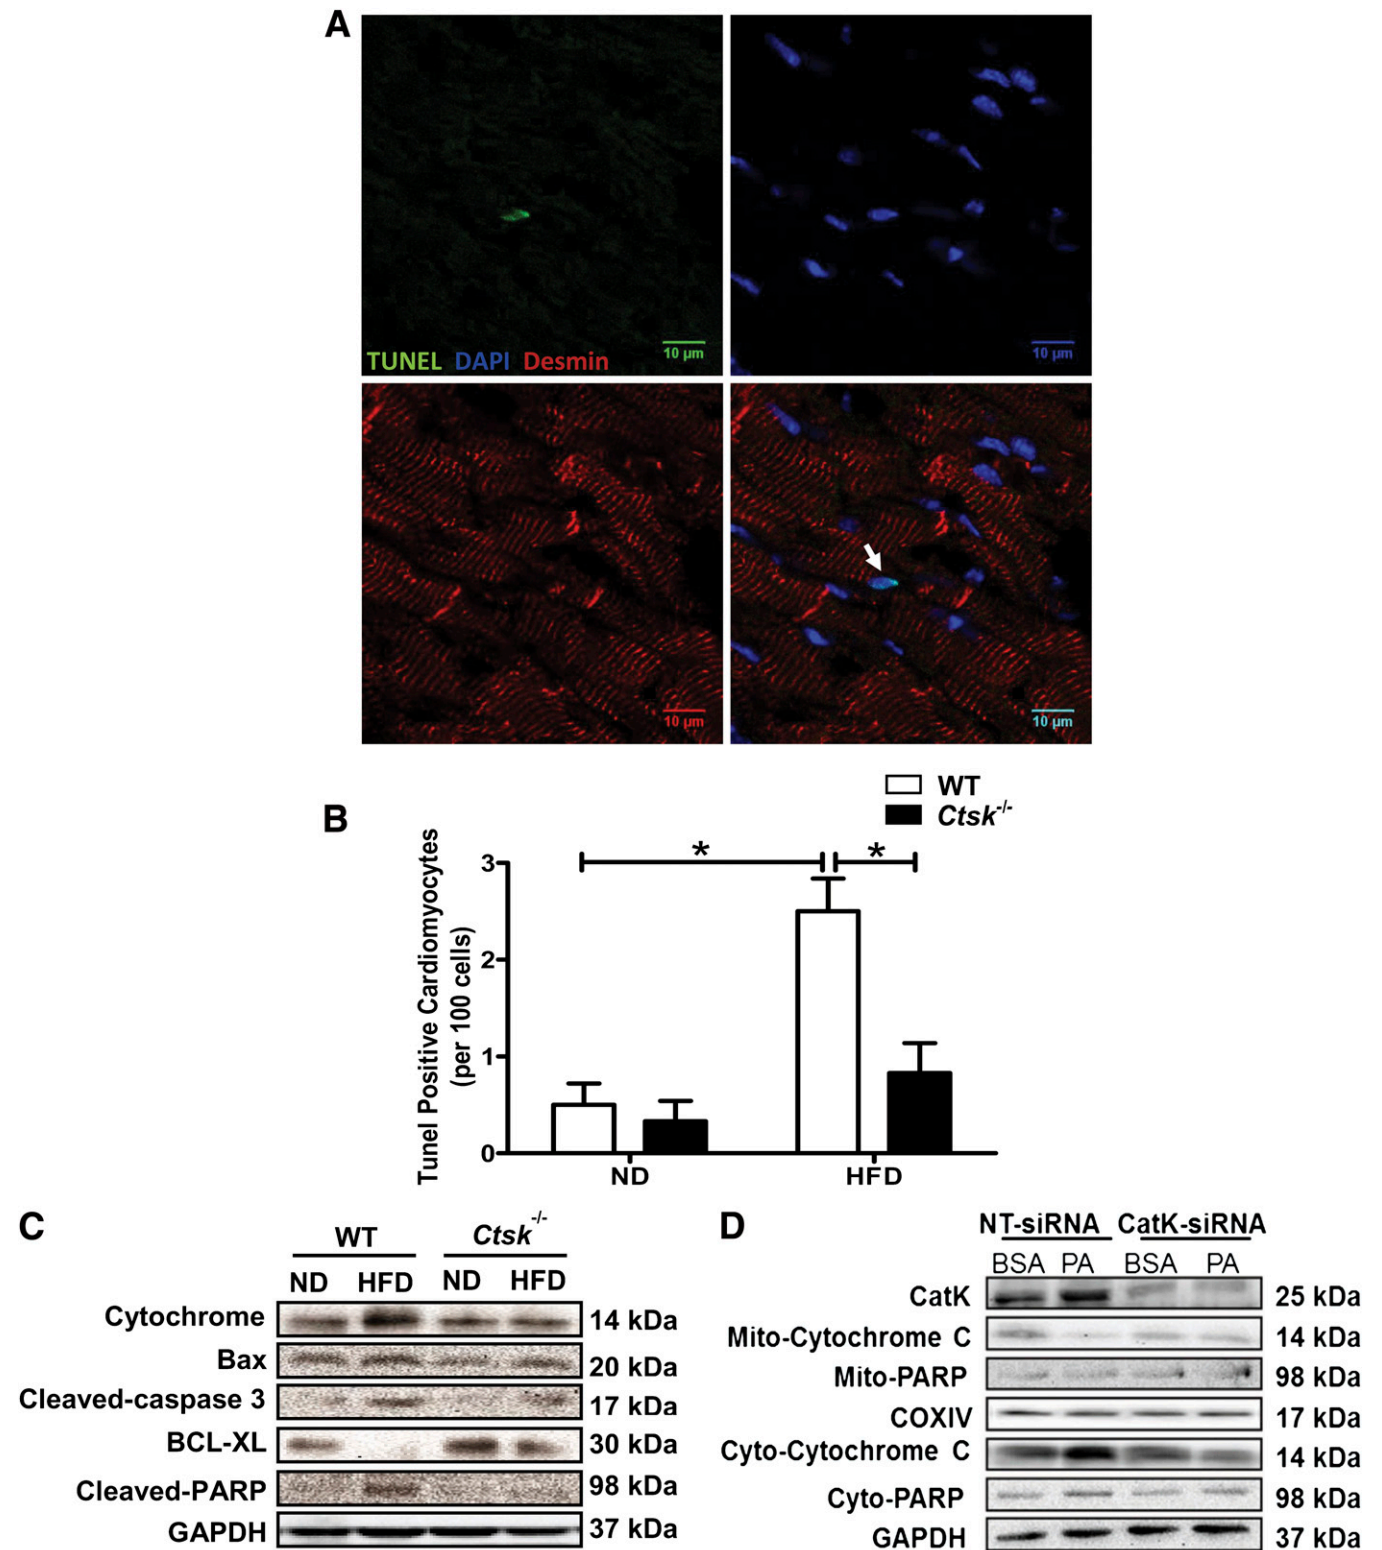 A
TUNEL DAPI Desmin
10 µm
10 µm
10 µm
10 µm
WT
Ctsk-/-
B
Tunel Positive Cardiomyocytes
(per 100 cells)
3
2
1
0
* *
ND HFD
C
WT Ctsk-/-
ND HFD ND HFD
Cytochrome 14 kDa
Bax 20 kDa
Cleaved-caspase 3 17 kDa
BCL-XL 30 kDa
Cleaved-PARP 98 kDa
GAPDH 37 kDa
D
NT-siRNA CatK-siRNA
BSA PA BSA PA
CatK 25 kDa
Mito-Cytochrome C 14 kDa
Mito-PARP 98 kDa
COXIV 17 kDa
Cyto-Cytochrome C 14 kDa
Cyto-PARP 98 kDa
GAPDH 37 kDa